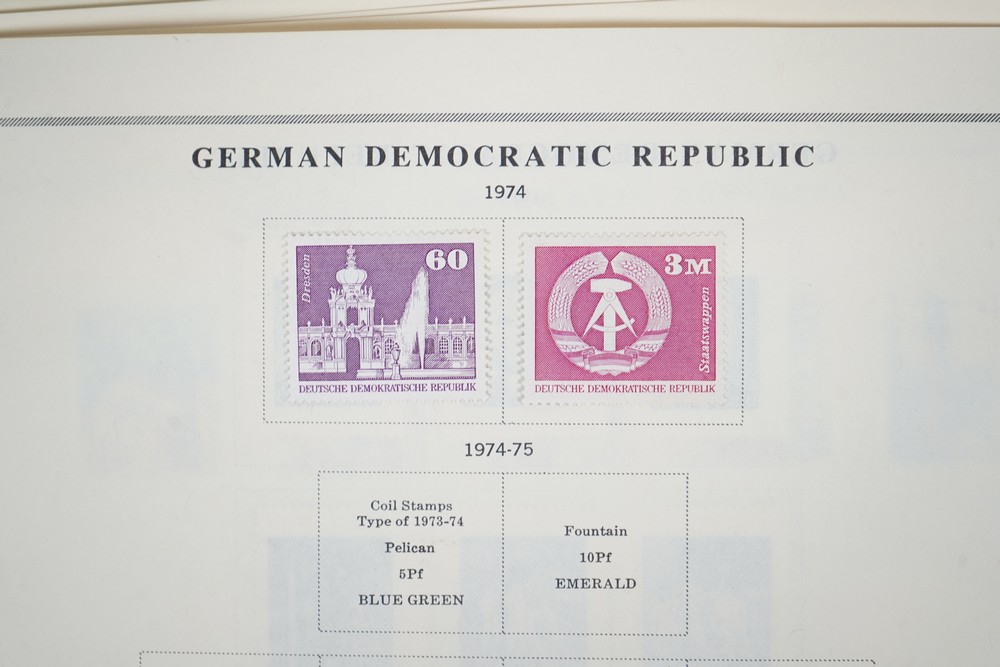 GERMAN DEMOCRATIC REPUBLIC
1974
Dresden
60
DEUTSCHE DEMOKRATISCHE REPUBLIK
3M
Staatswappen
DEUTSCHE DEMOKRATISCHE REPUBLIK
1974-75
Coil Stamps
Type of 1973-74
Pelican
5Pf
BLUE GREEN
Fountain
10Pf
EMERALD